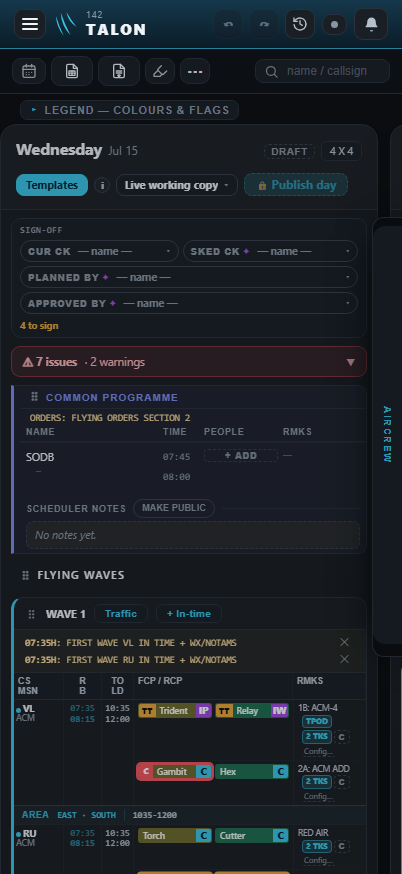 142
TALON
name / callsign
LEGEND — COLOURS & FLAGS
Wednesday Jul 15 DRAFT 4X4
Templates i Live working copy Publish day
SIGN-OFF
CUR CK — name — SKED CK — name —
PLANNED BY — name —
APPROVED BY — name —
4 to sign
7 issues · 2 warnings
COMMON PROGRAMME
ORDERS: FLYING ORDERS SECTION 2
NAME TIME PEOPLE RMKS
SODB 07:45 + ADD —
— 08:00
SCHEDULER NOTES MAKE PUBLIC
No notes yet.
FLYING WAVES
WAVE 1 Traffic + In-time
07:35H: FIRST WAVE VL IN TIME + WX/NOTAMS
07:35H: FIRST WAVE VL IN TIME + WX/NOTAMS
CS R TO FCP / RCP RMKS
MSN B LD
VL 07:35 10:35 TT Trident IP TT Relay IW 1B: ACM-4
ACM 08:15 12:00 TPOD
2 TKS C
Config...
C Gambit C Hex C 2A: ACM ADD
2 TKS C
Config...
AREA EAST · SOUTH 1035-1200
RU 07:35 10:35 Torch C Cutter C RED AIR
ACM 08:15 12:00 2 TKS C
Config...
AIRCREW